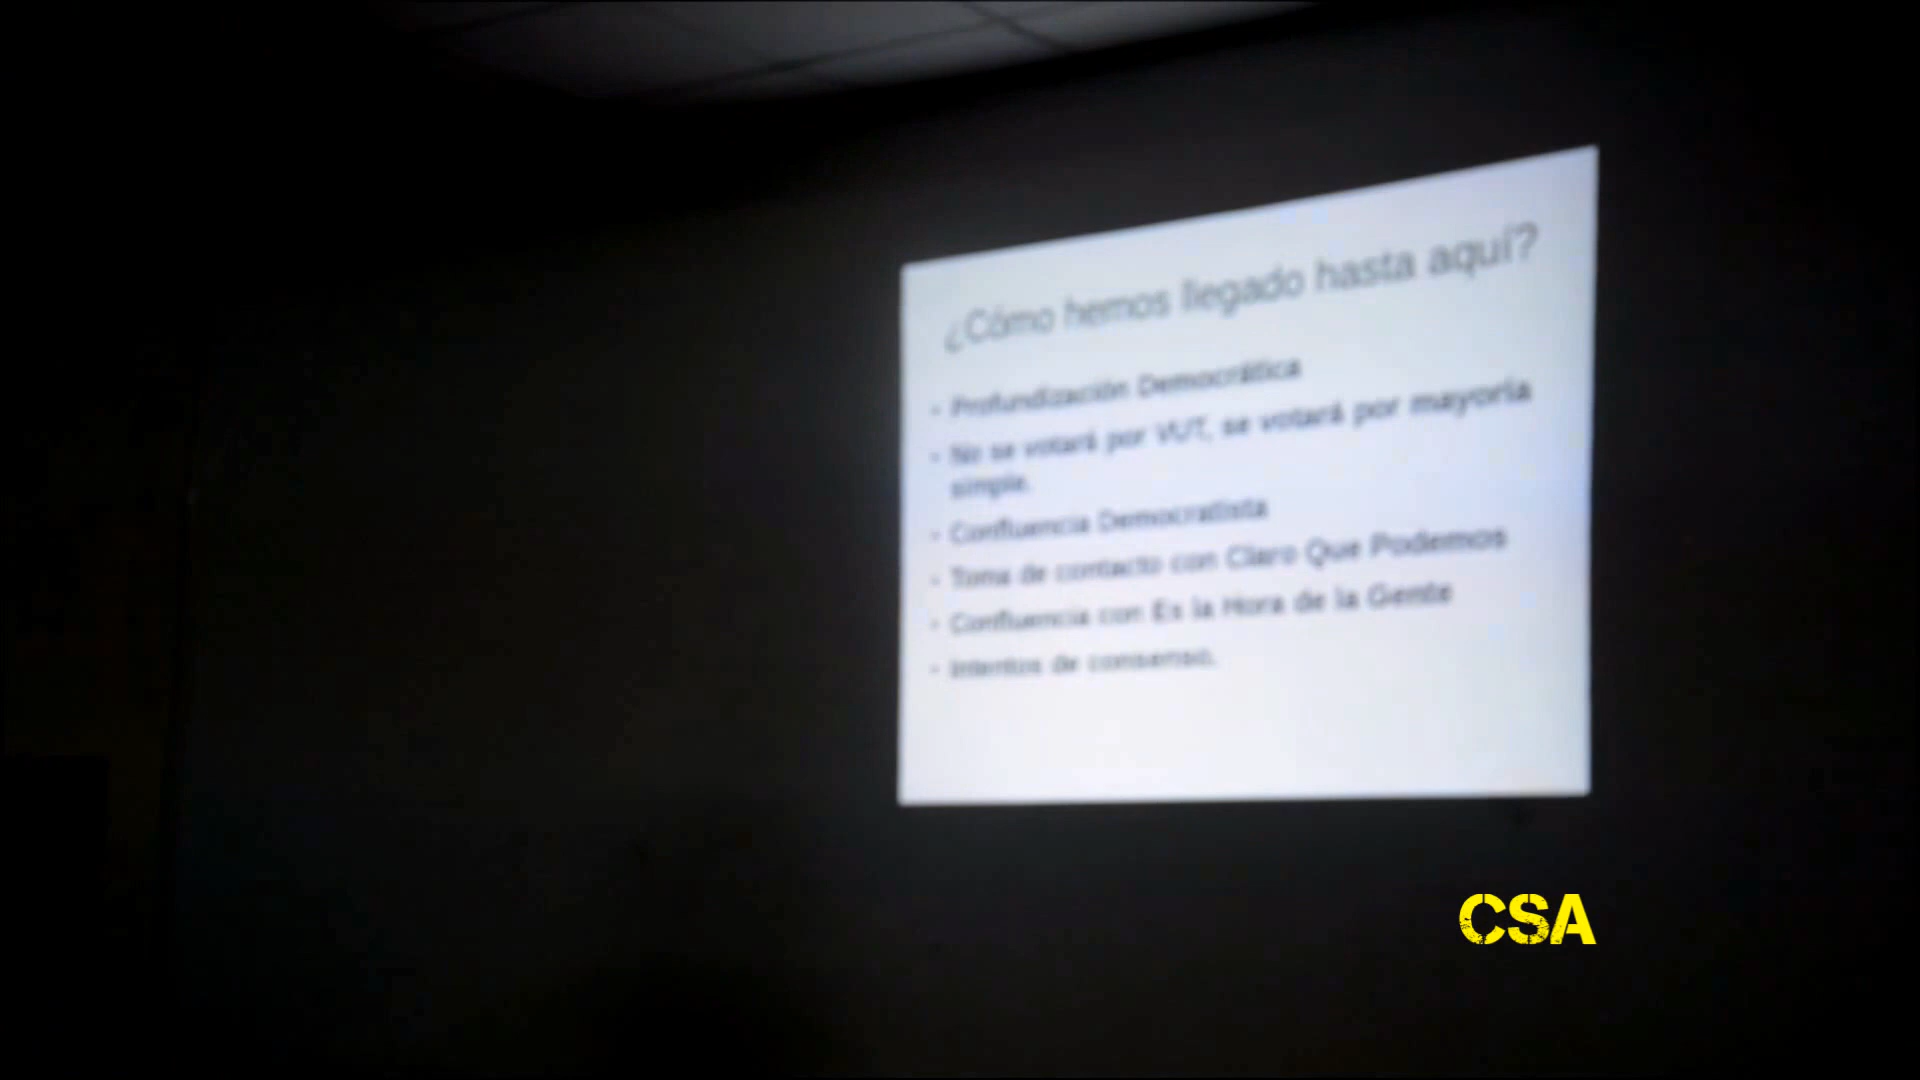 ¿Cómo hemos llegado hasta aquí?
• Profundización Democrática
• No se votará por VUT, se votará por mayoría
simple.
• Confluencia Democratista
• Toma de contacto con Claro Que Podemos
• Confluencia con Es la Hora de la Gente
• Intentos de consenso.
CSA